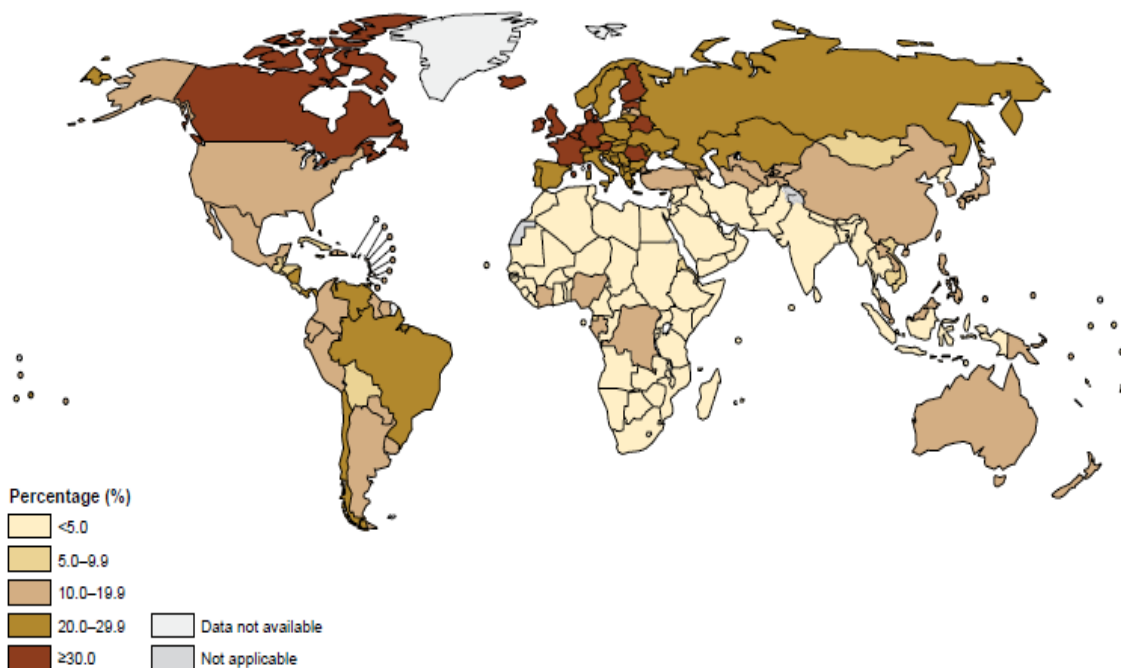 Percentage (%)
<5.0
5.0–9.9
10.0–19.9
20.0–29.9
≥30.0
Data not available
Not applicable